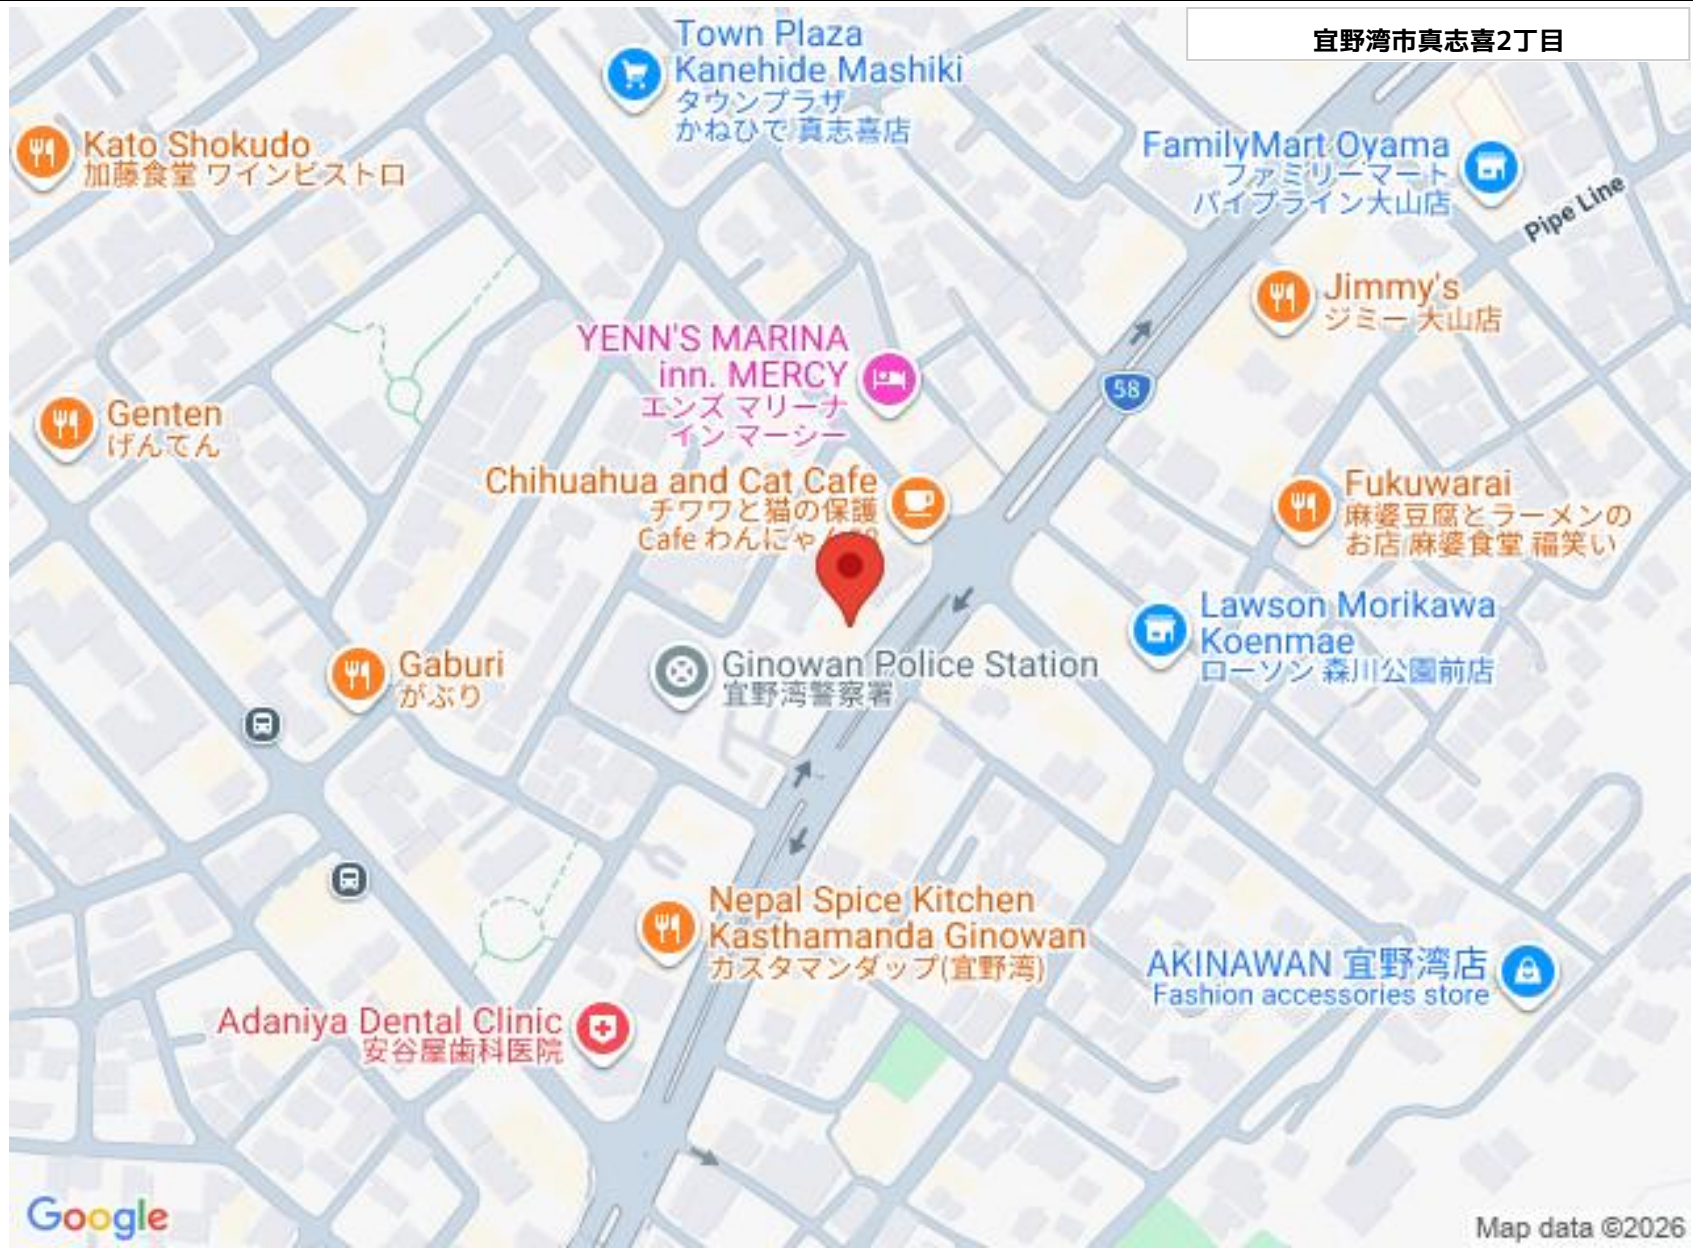 宜野湾市真志喜2丁目
Town Plaza
Kanehide Mashiki
タウンプラザ
かねひで 真志喜店
Kato Shokudo
加藤食堂 ワインビストロ
FamilyMart Oyama
ファミリーマート
パイプライン大山店
Pipe Line
Jimmy's
ジミー 大山店
YENN'S MARINA
inn. MERCY
エンズ マリーナ
イン マーシー
58
Genten
げんてん
Chihuahua and Cat Cafe
チワワと猫の保護
Cafe わんにゃ
Fukuwarai
麻婆豆腐とラーメンの
お店 麻婆食堂 福笑い
Lawson Morikawa
Koenmae
ローソン 森川公園前店
Gaburi
がぶり
Ginowan Police Station
宜野湾警察署
Nepal Spice Kitchen
Kasthamanda Ginowan
カスタマンダップ(宜野湾)
AKINAWAN 宜野湾店
Fashion accessories store
Adaniya Dental Clinic
安谷屋歯科医院
Google
Map data ©2026